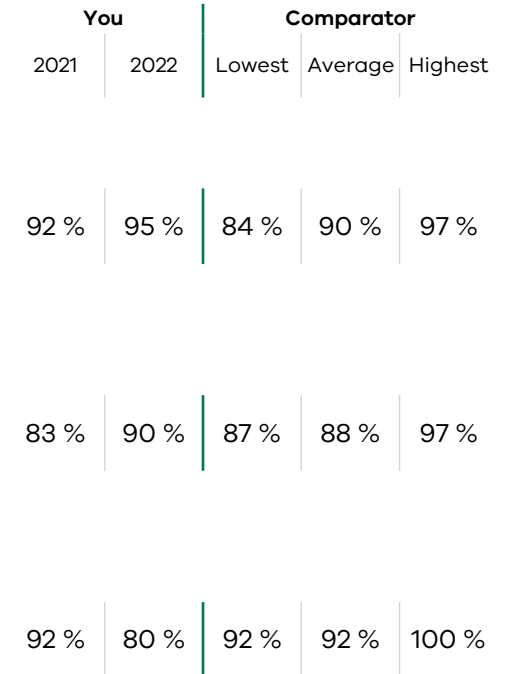 You Comparator
2021 2022 Lowest Average Highest
92 % 95 % 84 % 90 % 97 %
83 % 90 % 87 % 88 % 97 %
92 % 80 % 92 % 92 % 100 %